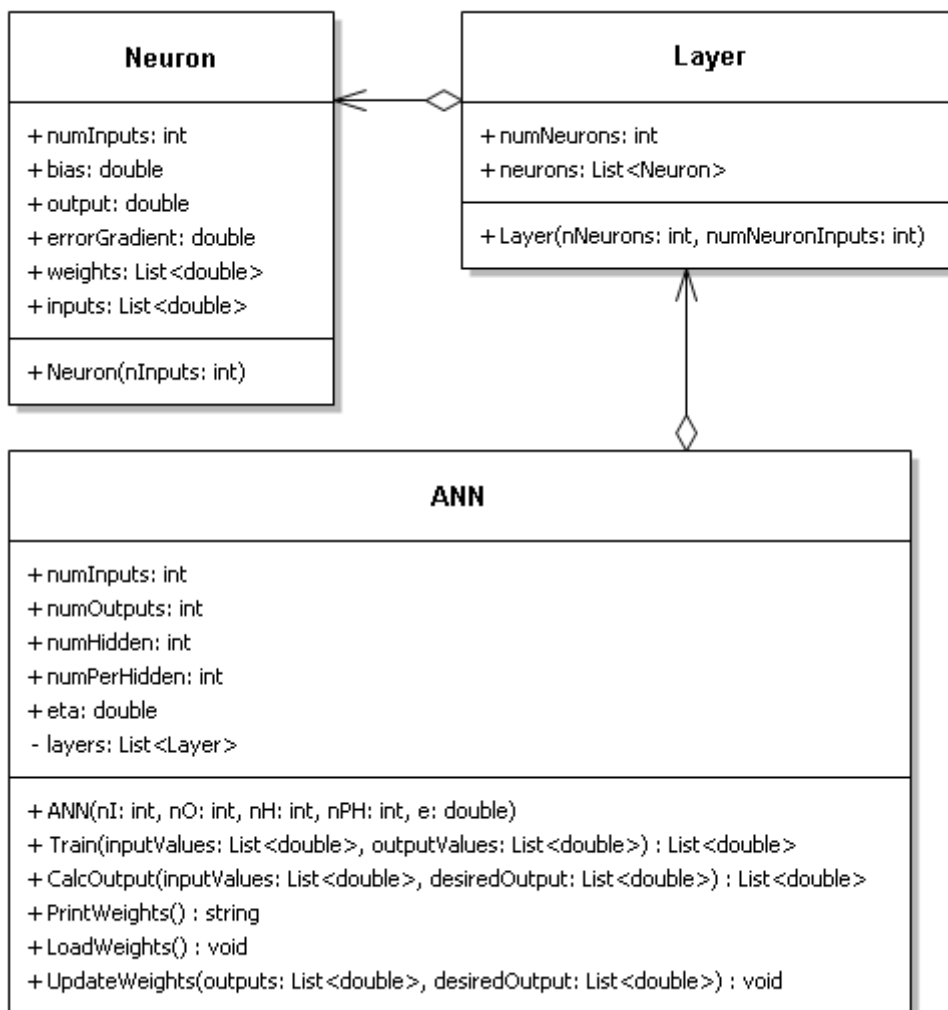 Neuron
+ numInputs: int
+ bias: double
+ output: double
+ errorGradient: double
+ weights: List<double>
+ inputs: List<double>
+ Neuron(nInputs: int)
Layer
+ numNeurons: int
+ neurons: List<Neuron>
+ Layer(nNeurons: int, numNeuronInputs: int)
ANN
+ numInputs: int
+ numOutputs: int
+ numHidden: int
+ numPerHidden: int
+ eta: double
- layers: List<Layer>
+ ANN(nI: int, nO: int, nH: int, nPH: int, e: double)
+ Train(inputValues: List<double>, outputValues: List<double>) : List<double>
+ CalcOutput(inputValues: List<double>, desiredOutput: List<double>) : List<double>
+ PrintWeights() : string
+ LoadWeights() : void
+ UpdateWeights(outputs: List<double>, desiredOutput: List<double>) : void